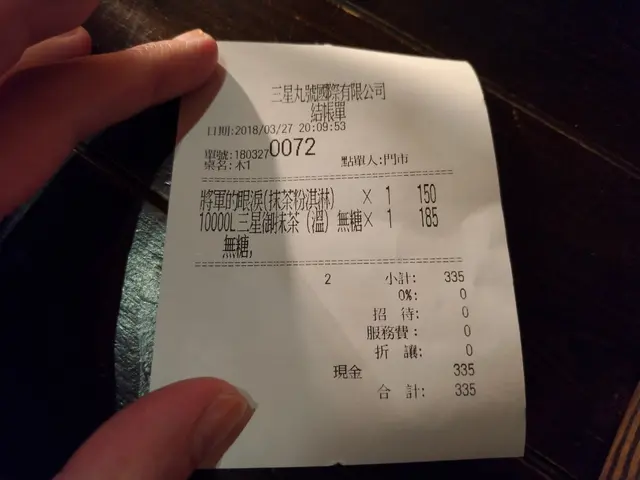 三星丸號國際有限公司
結帳單
日期:2018/03/27 20:09:53
單號:1803270072
桌名:木1 點單人:門市
將軍的眼淚(抹茶粉淇淋) X 1 150
10000L三星(御)抹茶 (溫) 無糖X 1 185
無糖,
2 小計: 335
0%: 0
招 待: 0
服務費: 0
折 讓: 0
現金 335
合 計: 335